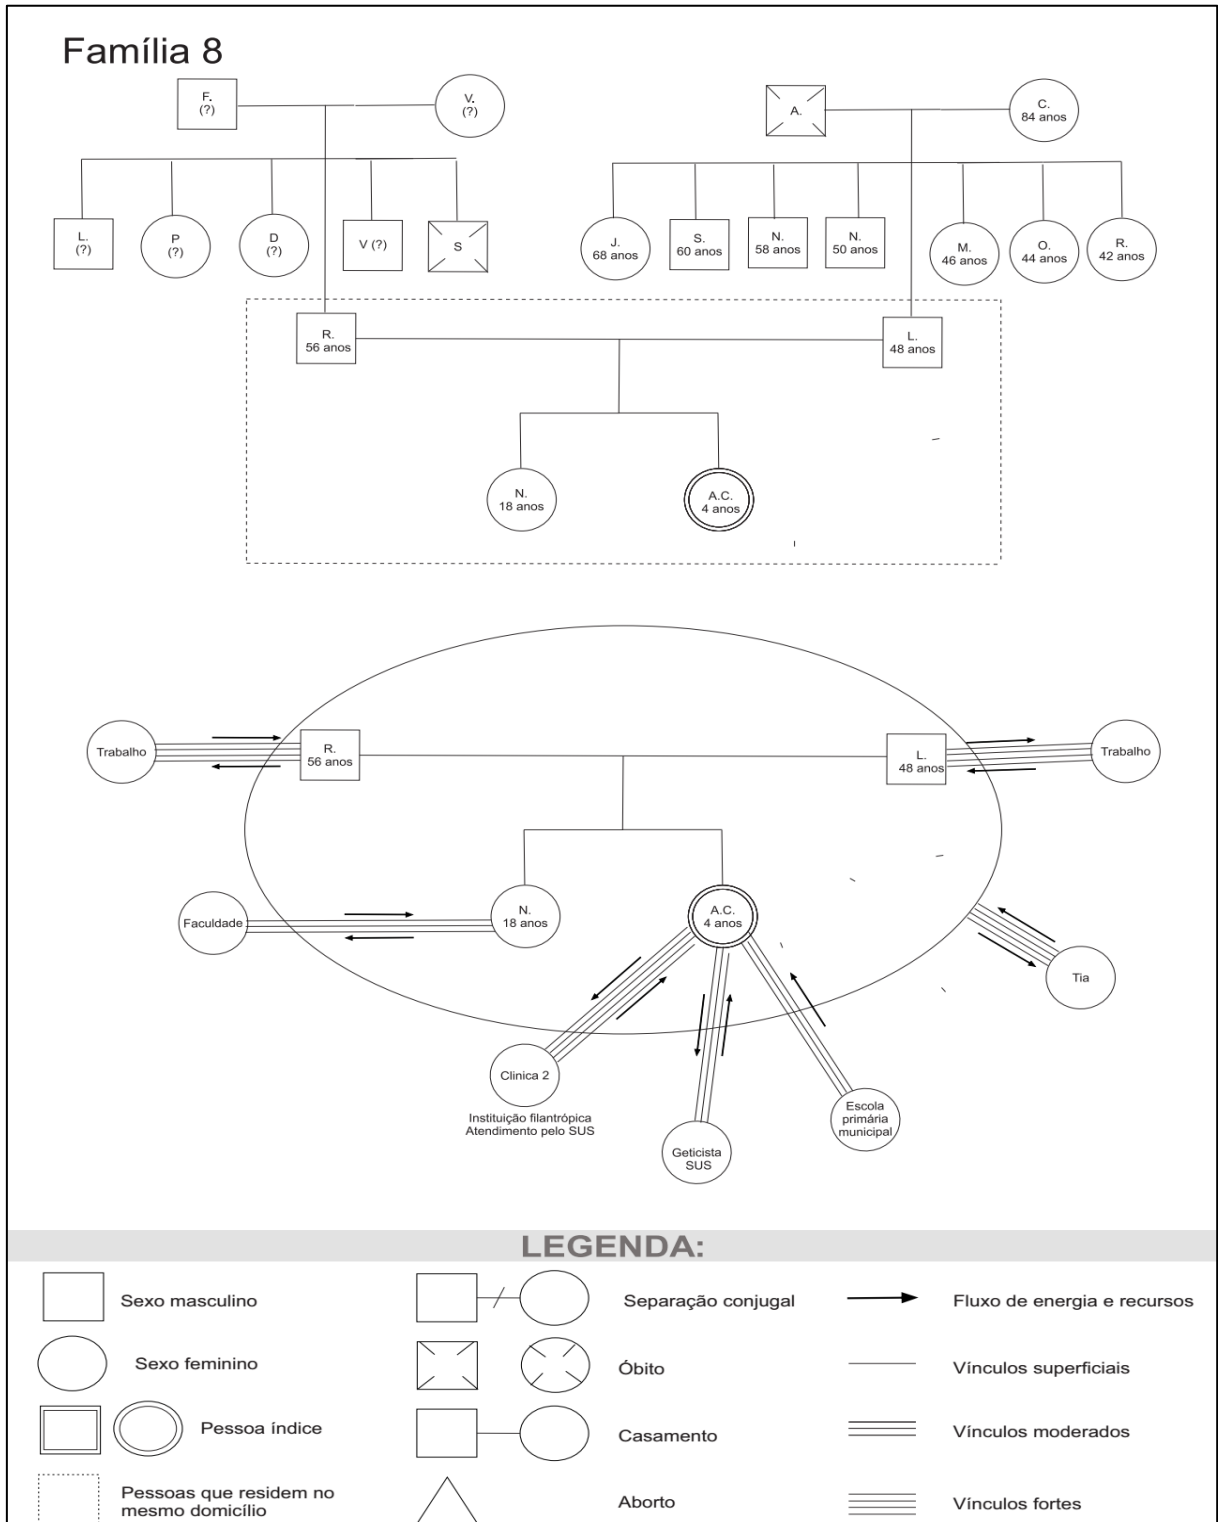 Família 8
F.
(?)
V.
(?)
A.
C.
84 anos
L.
(?)
P
(?)
D
(?)
V (?)
S
J.
68 anos
S.
60 anos
N.
58 anos
N.
50 anos
M.
46 anos
O.
44 anos
R.
42 anos
R.
56 anos
L.
48 anos
N.
18 anos
A.C.
4 anos
Trabalho
R.
56 anos
L.
48 anos
Trabalho
Faculdade
N.
18 anos
A.C.
4 anos
Tia
Clinica 2
Instituição filantrópica
Atendimento pelo SUS
Geticista
SUS
Escola
primária
municipal
LEGENDA:
Sexo masculino
Separação conjugal
Fluxo de energia e recursos
Sexo feminino
Óbito
Vínculos superficiais
Pessoa índice
Casamento
Vínculos moderados
Pessoas que residem no
mesmo domicílio
Aborto
Vínculos fortes